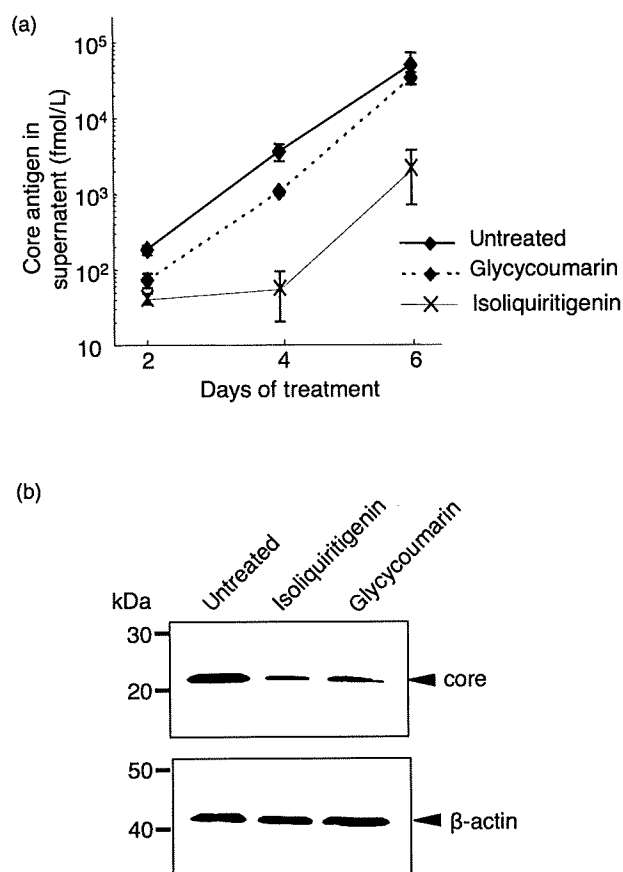 (a)
Core antigen in
supernatent (fmol/L)
10⁵
10⁴
10³
10²
10
2 4 6
Days of treatment
Untreated
Glycycoumarin
Isoliquiritigenin
(b)
kDa
Untreated
Isoliquiritigenin
Glycycoumarin
30
20
core
50
40
β-actin